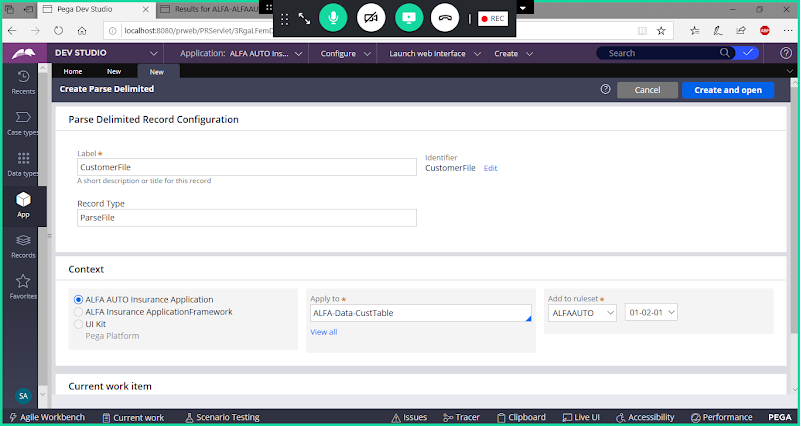 Pega Dev Studio
Results for ALFA-ALFAAU
REC
localhost:8080/prweb/PRServlet/3RgaLFemD
DEV STUDIO
Application: ALFA AUTO Ins...
Configure
Launch web interface
Create
Search
Home
New
New
Recents
Case types
Data types
App
Records
Favorites
SA
Create Parse Delimited
Cancel
Create and open
Parse Delimited Record Configuration
Label *
CustomerFile
A short description or title for this record
Identifier
CustomerFile Edit
Record Type
ParseFile
Context
ALFA AUTO Insurance Application
ALFA Insurance ApplicationFramework
UI Kit
Pega Platform
Apply to *
ALFA-Data-CustTable
View all
Add to ruleset *
ALFAAUTO
01-02-01
Current work item
Agile Workbench
Current work
Scenario Testing
Issues
Tracer
Clipboard
Live UI
Accessibility
Performance
PEGA